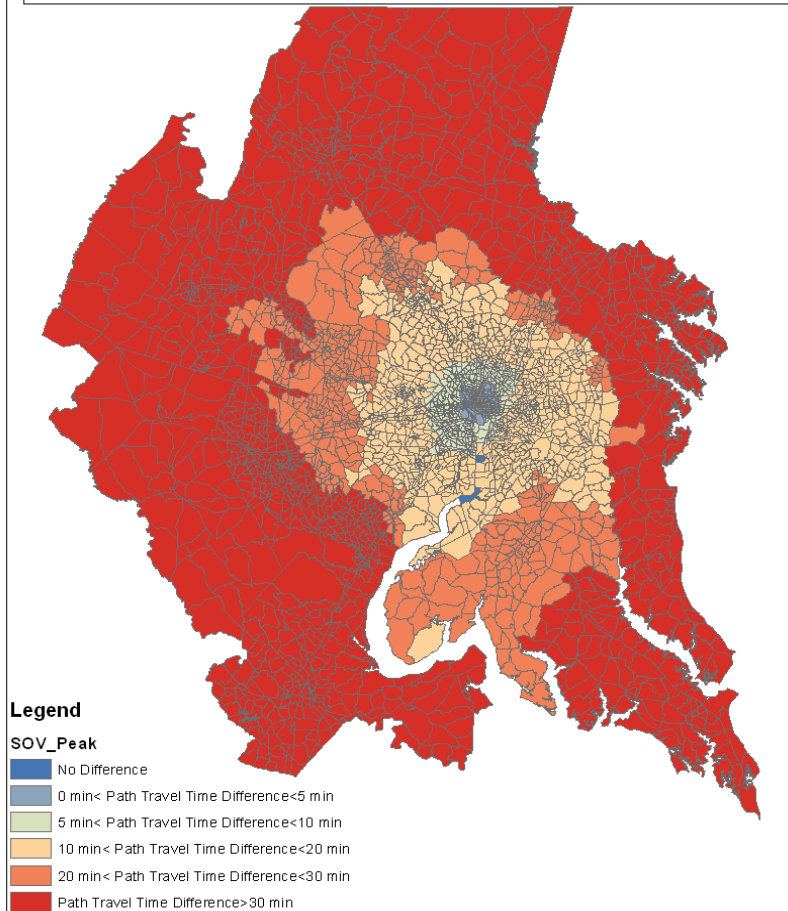 Legend
SOV_Peak
No Difference
0 min< Path Travel Time Difference<5 min
5 min< Path Travel Time Difference<10 min
10 min< Path Travel Time Difference<20 min
20 min< Path Travel Time Difference<30 min
Path Travel Time Difference>30 min